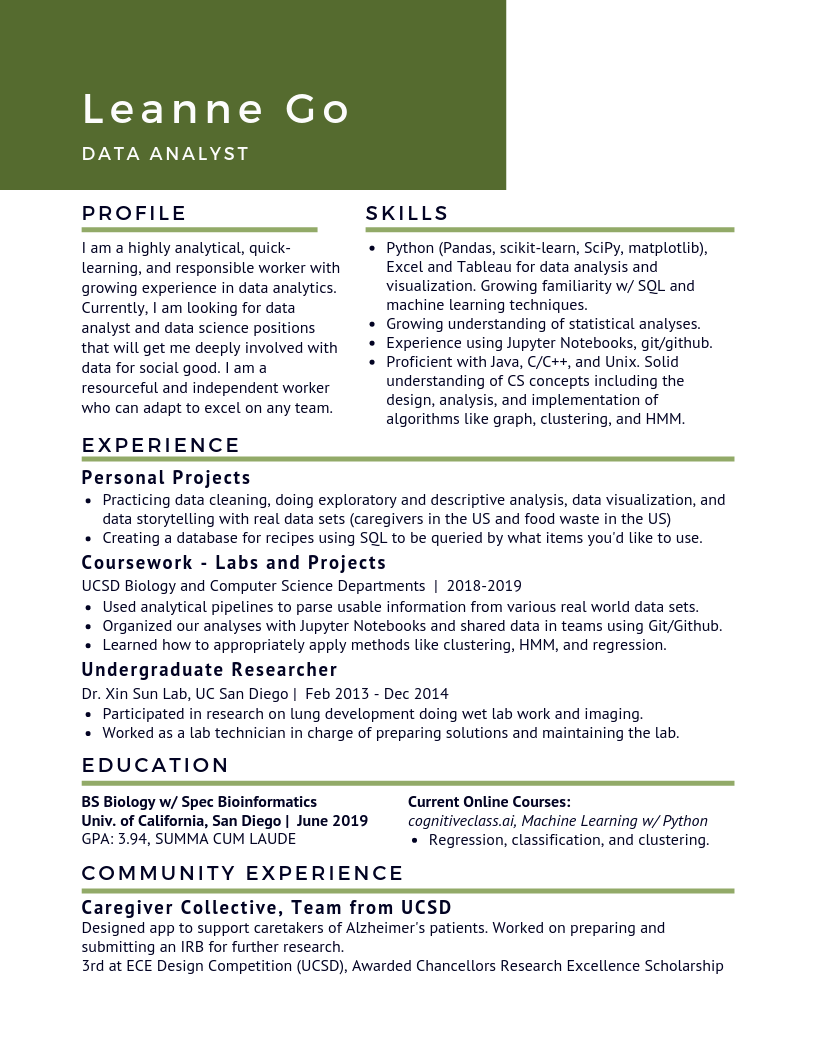 Leanne Go
DATA ANALYST
PROFILE
I am a highly analytical, quick-
learning, and responsible worker with
growing experience in data analytics.
Currently, I am looking for data
analyst and data science positions
that will get me deeply involved with
data for social good. I am a
resourceful and independent worker
who can adapt to excel on any team.
SKILLS
• Python (Pandas, scikit-learn, SciPy, matplotlib),
Excel and Tableau for data analysis and
visualization. Growing familiarity w/ SQL and
machine learning techniques.
• Growing understanding of statistical analyses.
• Experience using Jupyter Notebooks, git/github.
• Proficient with Java, C/C++, and Unix. Solid
understanding of CS concepts including the
design, analysis, and implementation of
algorithms like graph, clustering, and HMM.
EXPERIENCE
Personal Projects
• Practicing data cleaning, doing exploratory and descriptive analysis, data visualization, and
data storytelling with real data sets (caregivers in the US and food waste in the US)
• Creating a database for recipes using SQL to be queried by what items you'd like to use.
Coursework - Labs and Projects
UCSD Biology and Computer Science Departments | 2018-2019
• Used analytical pipelines to parse usable information from various real world data sets.
• Organized our analyses with Jupyter Notebooks and shared data in teams using Git/Github.
• Learned how to appropriately apply methods like clustering, HMM, and regression.
Undergraduate Researcher
Dr. Xin Sun Lab, UC San Diego | Feb 2013 - Dec 2014
• Participated in research on lung development doing wet lab work and imaging.
• Worked as a lab technician in charge of preparing solutions and maintaining the lab.
EDUCATION
BS Biology w/ Spec Bioinformatics
Univ. of California, San Diego | June 2019
GPA: 3.94, SUMMA CUM LAUDE
Current Online Courses:
cognitiveclass.ai, Machine Learning w/ Python
• Regression, classification, and clustering.
COMMUNITY EXPERIENCE
Caregiver Collective, Team from UCSD
Designed app to support caretakers of Alzheimer's patients. Worked on preparing and
submitting an IRB for further research.
3rd at ECE Design Competition (UCSD), Awarded Chancellors Research Excellence Scholarship